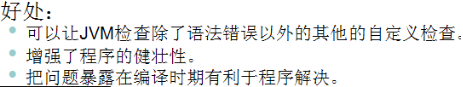 好处：
可以让JVM检查除了语法错误以外的其他的自定义检查。
增强了程序的健壮性。
把问题暴露在编译时期有利于程序解决。